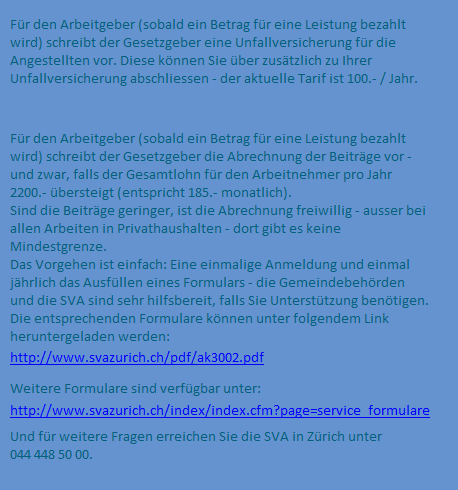 Für den Arbeitgeber (sobald ein Betrag für eine Leistung bezahlt
wird) schreibt der Gesetzgeber eine Unfallversicherung für die
Angestellten vor. Diese können Sie über zusätzlich zu Ihrer
Unfallversicherung abschliessen - der aktuelle Tarif ist 100.- / Jahr.
Für den Arbeitgeber (sobald ein Betrag für eine Leistung bezahlt
wird) schreibt der Gesetzgeber die Abrechnung der Beiträge vor -
und zwar, falls der Gesamtlohn für den Arbeitnehmer pro Jahr
2200.- übersteigt (entspricht 185.- monatlich).
Sind die Beiträge geringer, ist die Abrechnung freiwillig - ausser bei
allen Arbeiten in Privathaushalten - dort gibt es keine
Mindestgrenze.
Das Vorgehen ist einfach: Eine einmalige Anmeldung und einmal
jährlich das Ausfüllen eines Formulars - die Gemeindebehörden
und die SVA sind sehr hilfsbereit, falls Sie Unterstützung benötigen.
Die entsprechenden Formulare können unter folgendem Link
heruntergeladen werden:
http://www.svazurich.ch/pdf/ak3002.pdf
Weitere Formulare sind verfügbar unter:
http://www.svazurich.ch/index/index.cfm?page=service_formulare
Und für weitere Fragen erreichen Sie die SVA in Zürich unter
044 448 50 00.